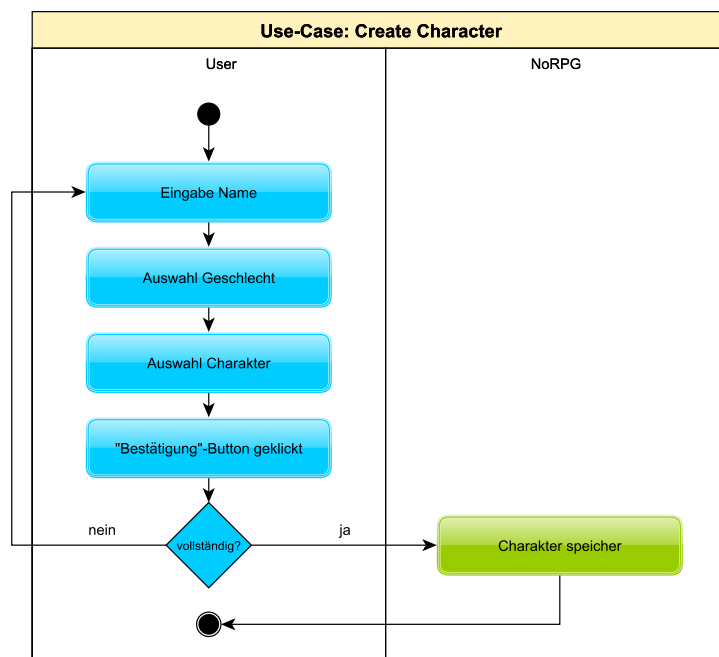 Use-Case: Create Character
User
NoRPG
Eingabe Name
Auswahl Geschlecht
Auswahl Charakter
"Bestätigung"-Button geklickt
nein
vollständig?
ja
Charakter speicher